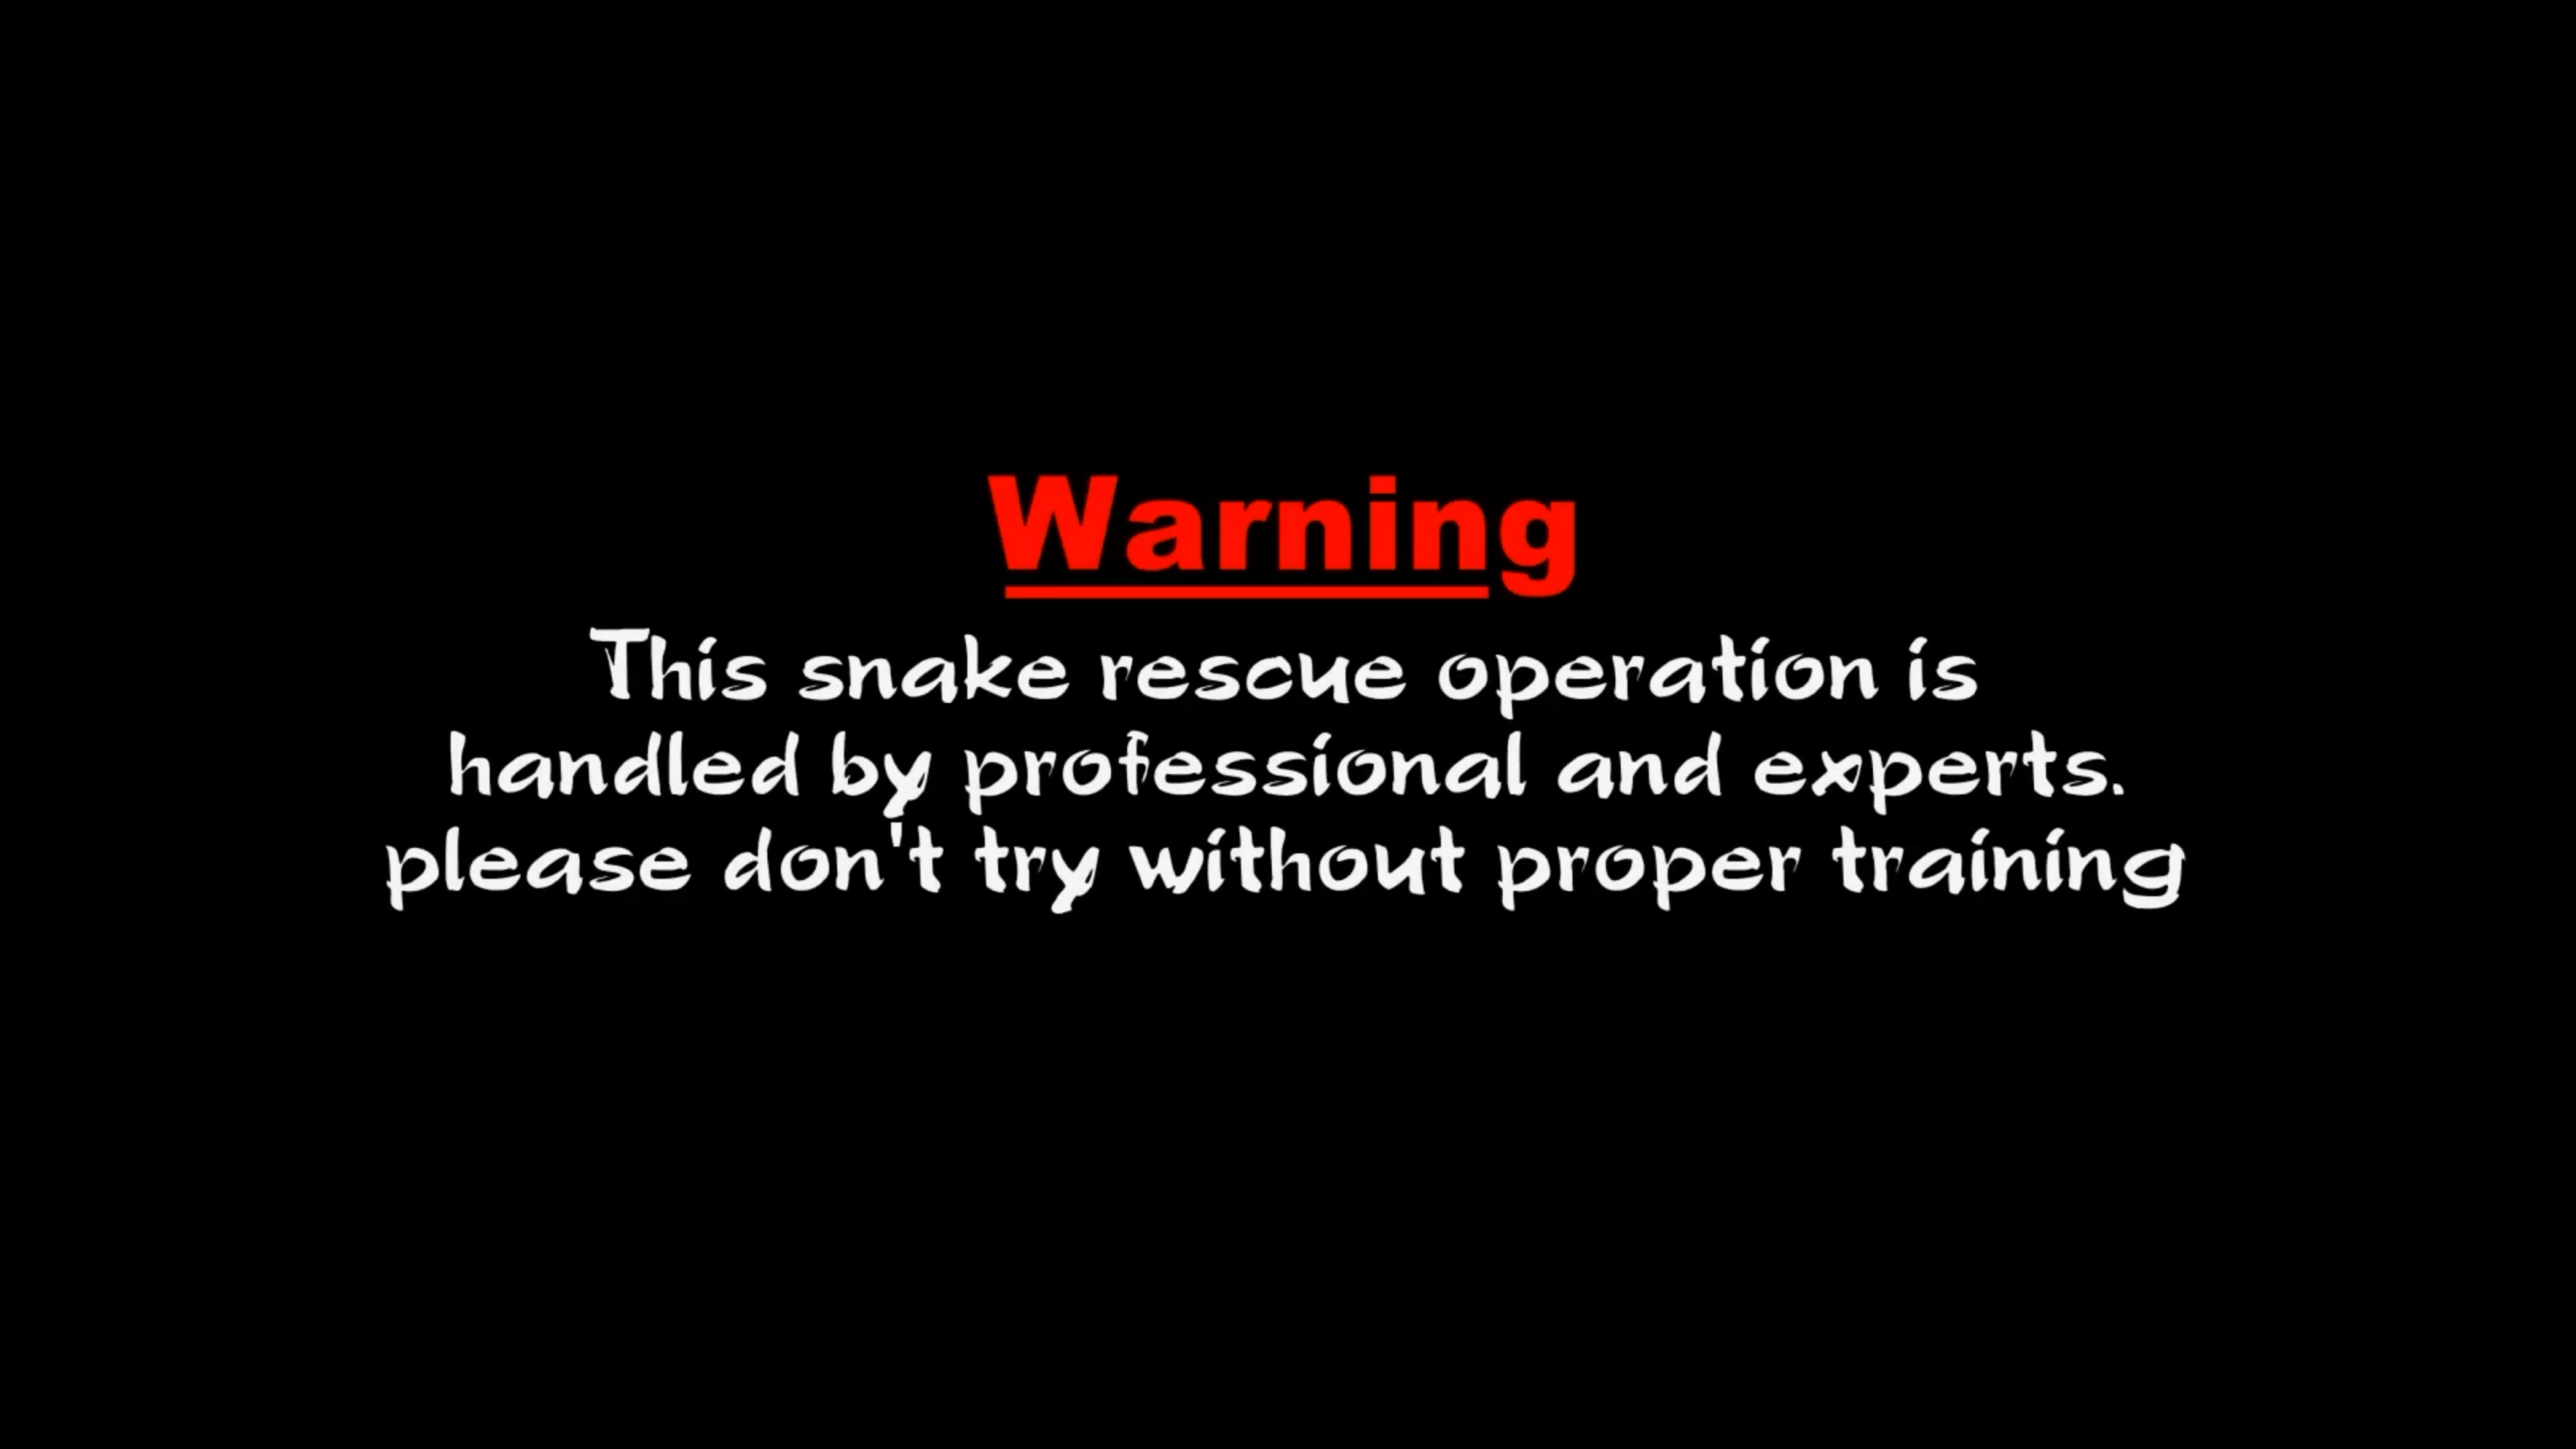 Warning
This snake rescue operation is
handled by professional and experts.
please don't try without proper training